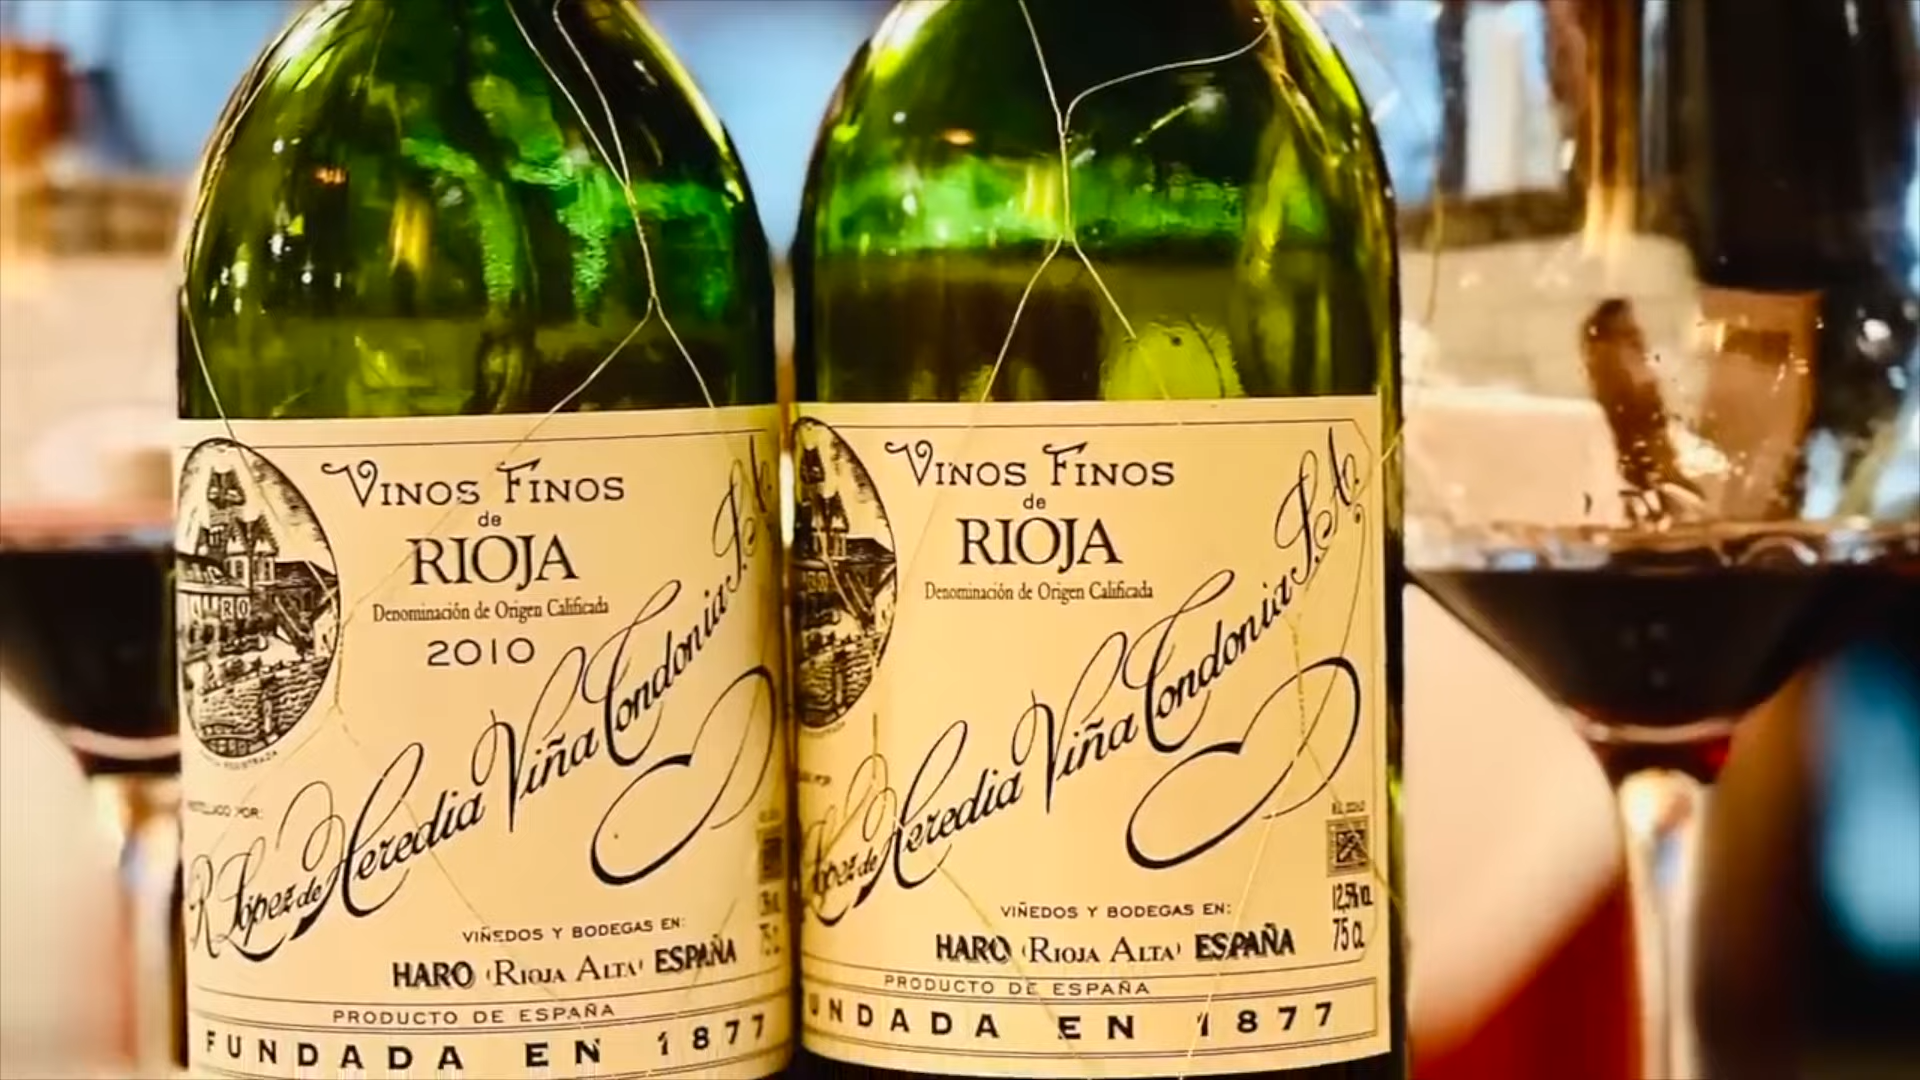 VINOS FINOS
de
RIOJA
Denominación de Origen Calificada
2010
R. López de Heredia Viña Tondonia S.A.
VIÑEDOS Y BODEGAS EN:
HARO (RIOJA ALTA) ESPAÑA
PRODUCTO DE ESPAÑA
FUNDADA EN 1877
VINOS FINOS
de
RIOJA
Denominación de Origen Calificada
López de Heredia Viña Tondonia S.A.
12,5% vol.
75 cl.
VIÑEDOS Y BODEGAS EN:
HARO (RIOJA ALTA) ESPAÑA
PRODUCTO DE ESPAÑA
UNDADA EN 1877